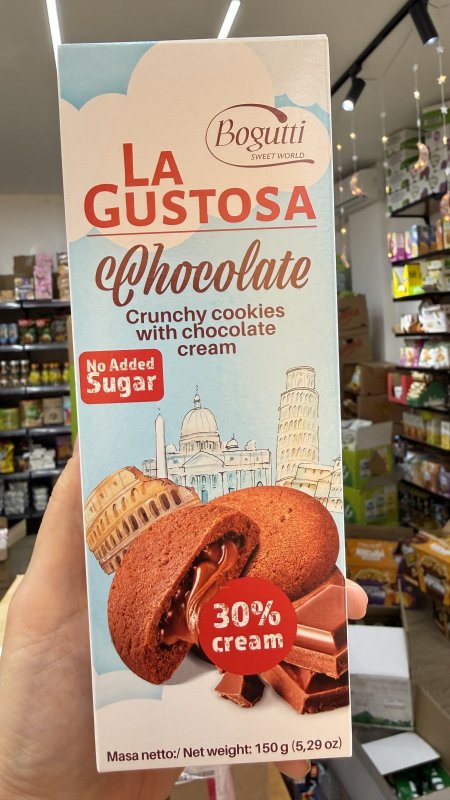 Bogutti
SWEET WORLD
LA
GUSTOSA
Chocolate
Crunchy cookies
with chocolate
cream
No Added
Sugar
30%
cream
Masa netto:/ Net weight: 150 g (5,29 oz)